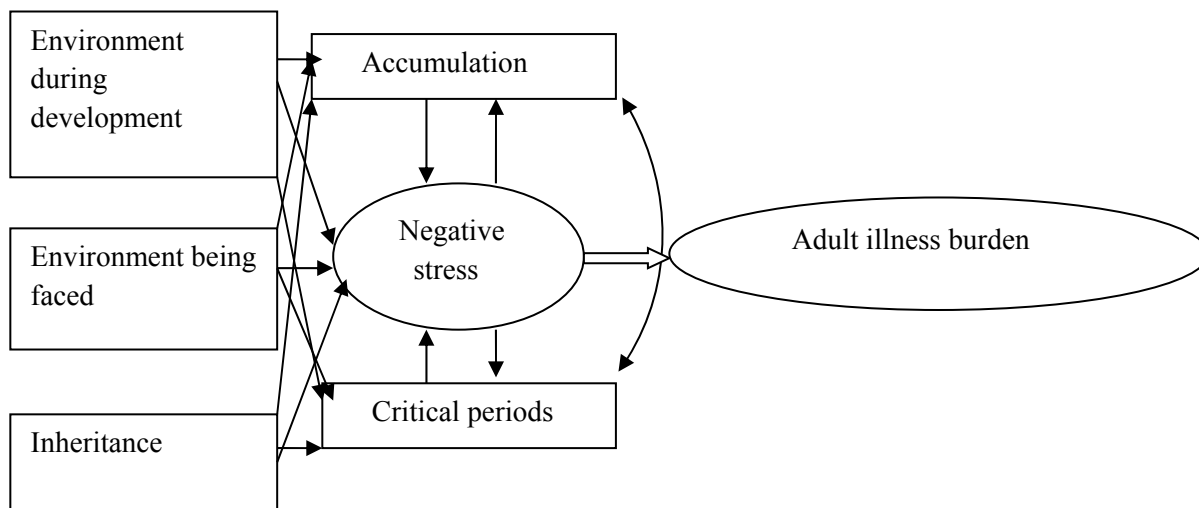 Environment
during
development
Accumulation
Environment being
faced
Negative
stress
Adult illness burden
Inheritance
Critical periods